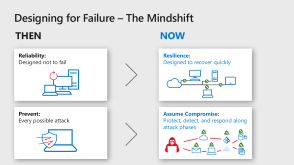 Designing for Failure – The Mindshift
THEN
NOW
Reliability:
Designed not to fail
Resilience:
Designed to recover quickly
Prevent:
Every possible attack
Assume Compromise:
Protect, detect, and respond along
attack phases